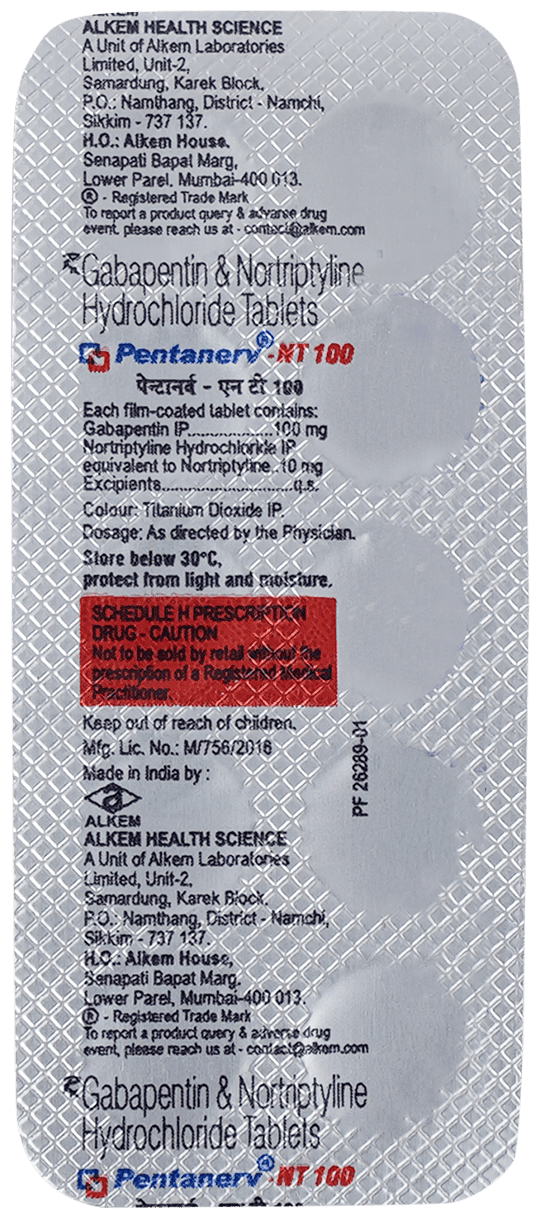 ALKEM
ALKEM HEALTH SCIENCE
A Unit of Alkem Laboratories
Limited, Unit-2,
Samardung, Karek Block,
P.O.: Namthang, District - Namchi,
Sikkim - 737 137.
H.O.: Alkem House,
Senapati Bapat Marg,
Lower Parel, Mumbai-400 013.
® - Registered Trade Mark
To report a product query & adverse drug
event, please reach us at - contact@alkem.com
Rx Gabapentin & Nortriptyline
Hydrochloride Tablets
Pentanerv®-NT 100
पेन्टानर्व - एन टी 100
Each film-coated tablet contains:
Gabapentin IP..................100 mg
Nortriptyline Hydrochloride IP
equivalent to Nortriptyline..10 mg
Excipients............................q.s.
Colour: Titanium Dioxide IP.
Dosage: As directed by the Physician.
Store below 30°C,
protect from light and moisture.
SCHEDULE H PRESCRIPTION
DRUG - CAUTION
Not to be sold by retail without the
prescription of a Registered Medical
Practitioner.
Keep out of reach of children.
Mfg. Lic. No.: M/756/2016
Made in India by :
PF 26289-01
ALKEM
ALKEM HEALTH SCIENCE
A Unit of Alkem Laboratories
Limited, Unit-2,
Samardung, Karek Block.
P.O.: Namthang, District - Namchi,
Sikkim - 737 137.
H.O.: Alkem House,
Senapati Bapat Marg.
Lower Parel, Mumbai-400 013.
® - Registered Trade Mark
To report a product query & adverse drug
event, please reach us at - contact@alkem.com
Rx Gabapentin & Nortriptyline
Hydrochloride Tablets
Pentanerv®-NT 100
पेन्टानर्व - एन टी 100